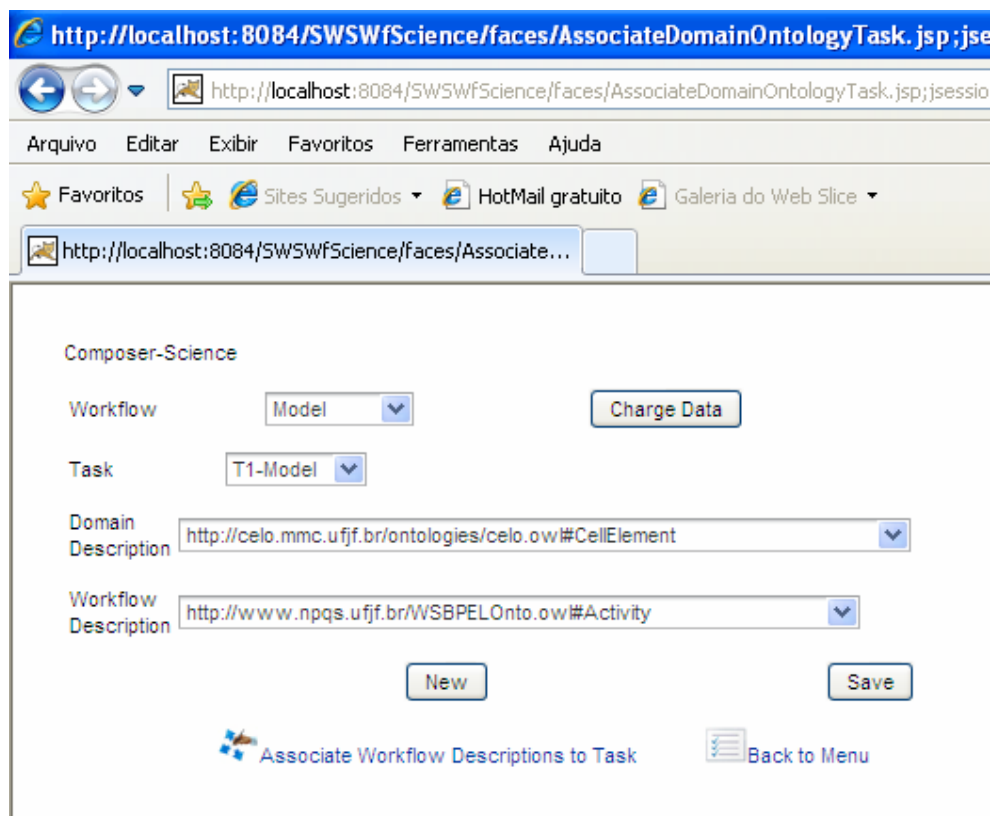 http://localhost:8084/SWSWfScience/faces/AssociateDomainOntologyTask.jsp;jse
http://localhost:8084/SWSWfScience/faces/AssociateDomainOntologyTask.jsp;jsessio
Arquivo Editar Exibir Favoritos Ferramentas Ajuda
Favoritos Sites Sugeridos HotMail gratuito Galeria do Web Slice
http://localhost:8084/SWSWfScience/faces/Associate...
Composer-Science
Workflow Model Charge Data
Task T1-Model
Domain
Description http://celo.mmc.ufjf.br/ontologies/celo.owl#CellElement
Workflow
Description http://www.npqs.ufjf.br/WSBPELOnto.owl#Activity
New Save
Associate Workflow Descriptions to Task Back to Menu